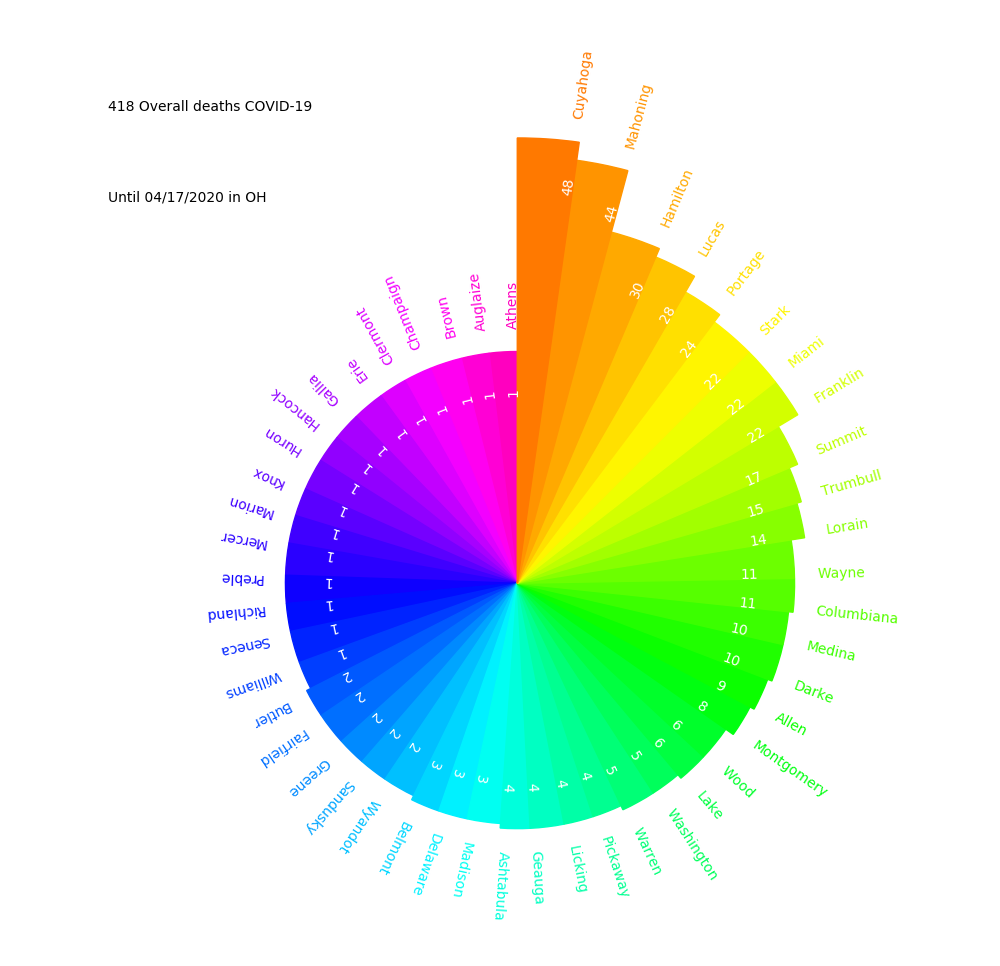 418 Overall deaths COVID-19
Until 04/17/2020 in OH
Cuyahoga
48
Mahoning
44
Hamilton
30
Lucas
28
Portage
24
Stark
22
Miami
22
Franklin
22
Summit
17
Trumbull
15
Lorain
14
Wayne
11
Columbiana
11
Medina
10
Darke
10
Allen
9
Montgomery
8
Wood
6
Lake
6
Washington
5
Warren
5
Pickaway
4
Licking
4
Geauga
4
Ashtabula
4
Madison
3
Delaware
3
Belmont
3
Wyandot
2
Sandusky
2
Greene
2
Fairfield
2
Butler
2
Williams
1
Seneca
1
Richland
1
Preble
1
Mercer
1
Marion
1
Knox
1
Huron
1
Hancock
1
Gallia
1
Erie
1
Clermont
1
Champaign
1
Brown
1
Auglaize
1
Athens
1